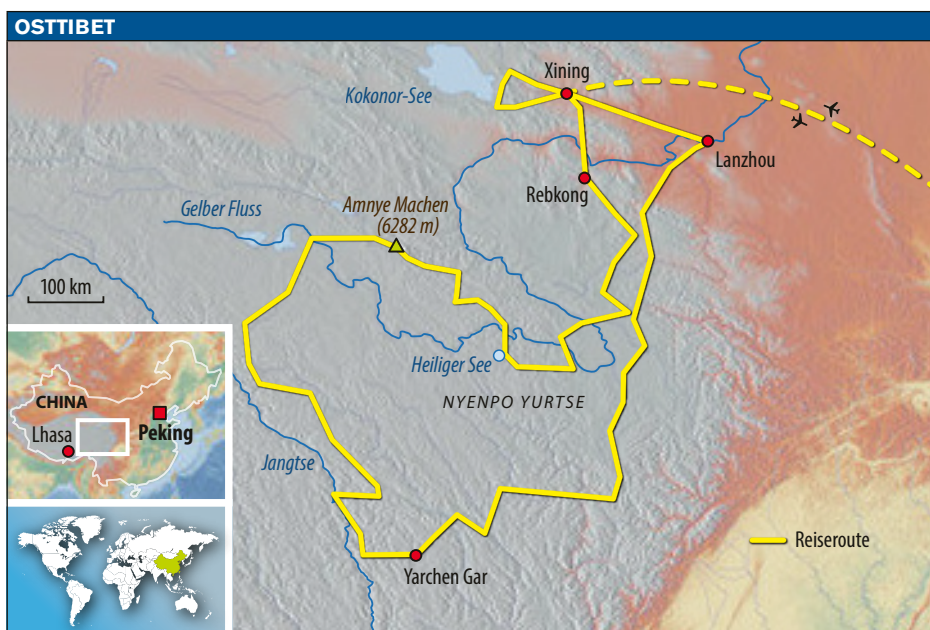 OSTTIBET
Xining
Kokonor-See
Lanzhou
Rebkong
Gelber Fluss
Amnye Machen
(6282 m)
100 km
Heiliger See
NYENPO YURTSE
CHINA
Lhasa
Peking
Jangtse
Reiseroute
Yarchen Gar